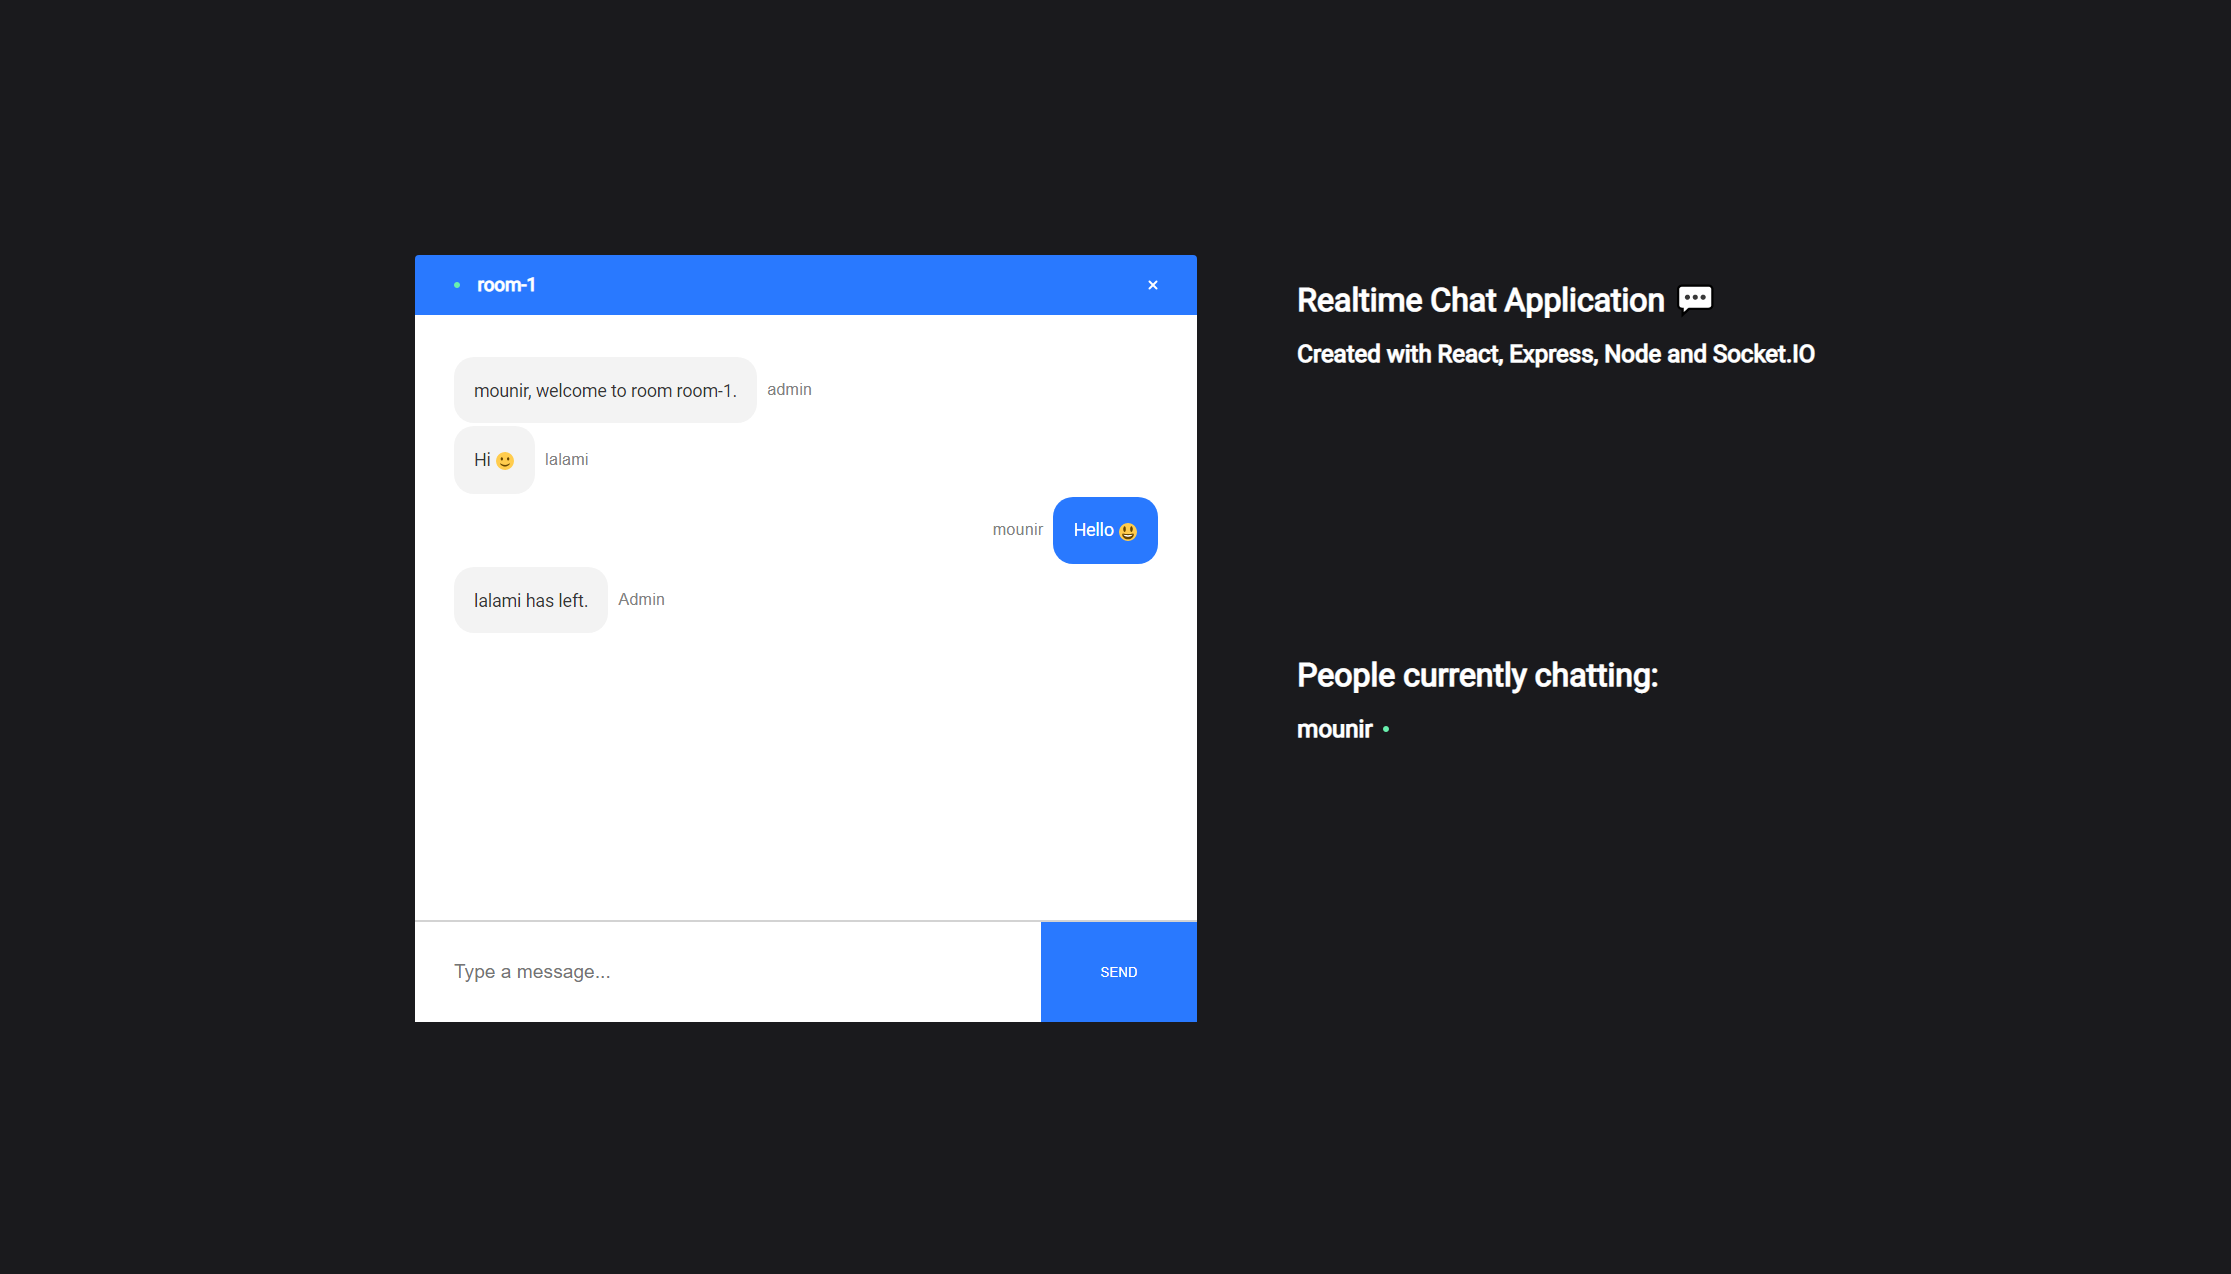 room-1
mounir, welcome to room room-1. admin
Hi 🙂 lalami
mounir Hello 😃
lalami has left. Admin
Type a message...
SEND
Realtime Chat Application 💬
Created with React, Express, Node and Socket.IO
People currently chatting:
mounir